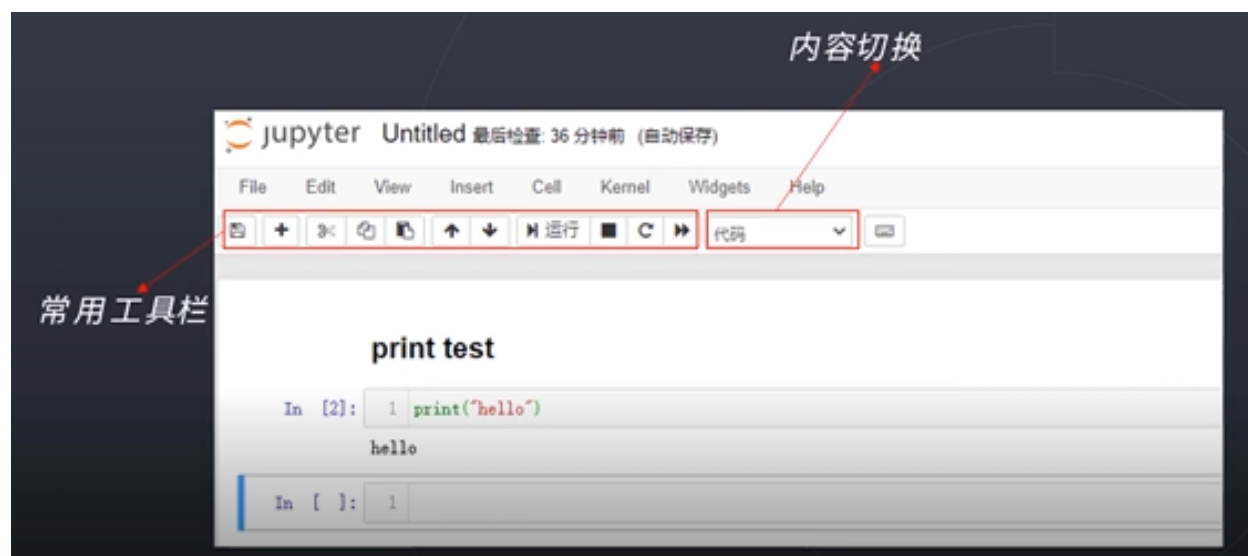 内容切换
jupyter Untitled 最后检查: 36 分钟前 (自动保存)
File Edit View Insert Cell Kernel Widgets Help
运行 代码
常用工具栏
print test
In [2]: 1 print("hello")
hello
In [ ]: 1